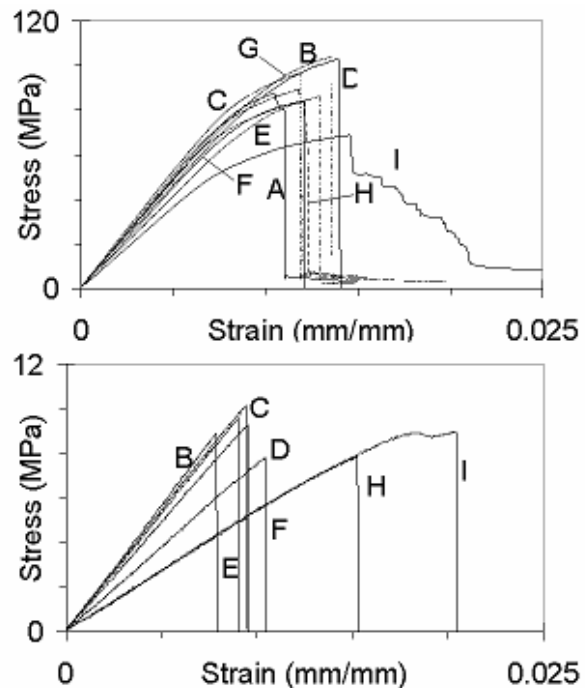 120
G B
D
C
E
F A H I
Stress (MPa)
0
0 Strain (mm/mm) 0.025
12
C
B D
H I
F
E
Stress (MPa)
0
0 Strain (mm/mm) 0.025